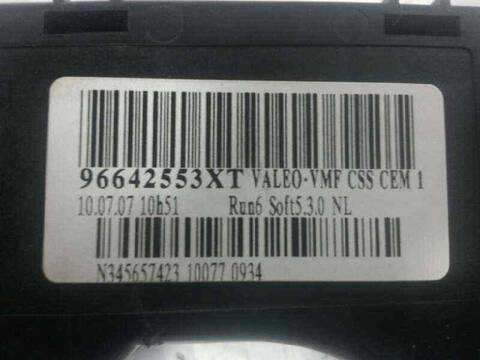 96642553XT VALEO-VMF CSS CEM 1
10.07.07 10h51 Run6 Soft5.3.0 NL
N345657423 10077 0934